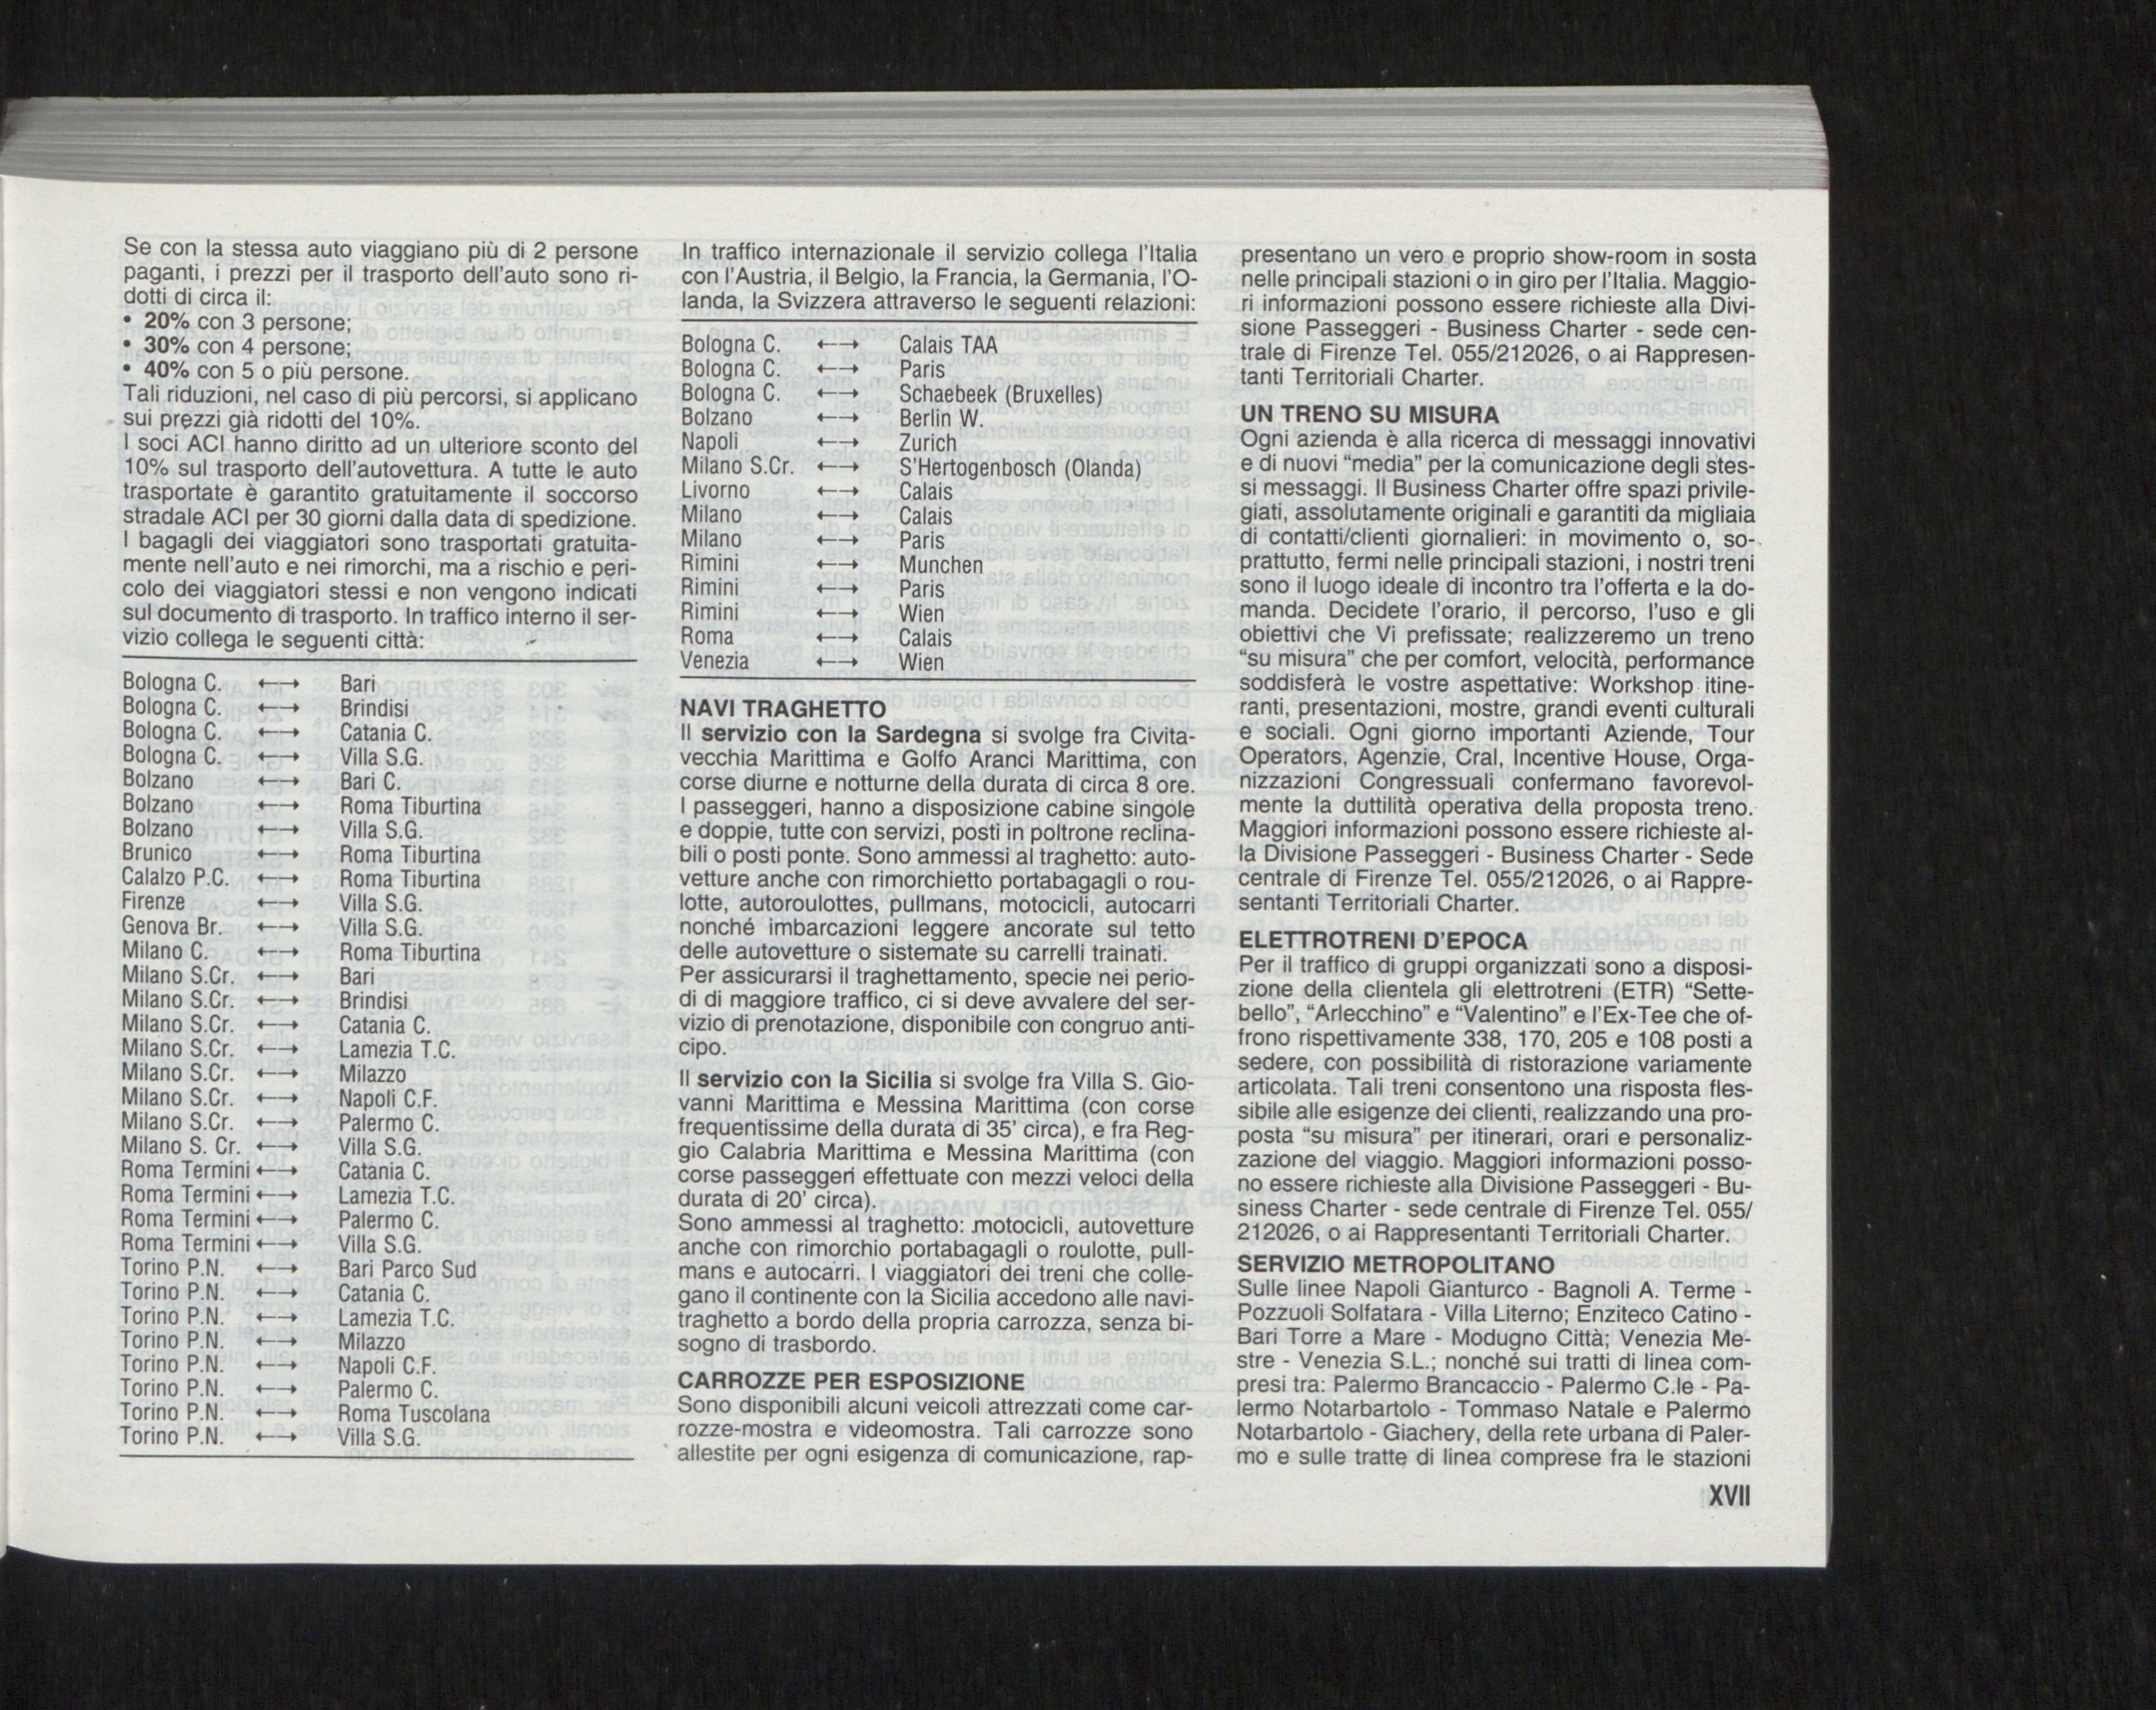 Se con la stessa auto viaggiano più di 2 persone
paganti, i prezzi per il trasporto dell'auto sono ri-
dotti di circa il:
• 20% con 3 persone;
• 30% con 4 persone;
• 40% con 5 o più persone.
Tali riduzioni, nel caso di più percorsi, si applicano
sui prezzi già ridotti del 10%.
I soci ACI hanno diritto ad un ulteriore sconto del
10% sul trasporto dell'autovettura. A tutte le auto
trasportate è garantito gratuitamente il soccorso
stradale ACI per 30 giorni dalla data di spedizione.
I bagagli dei viaggiatori sono trasportati gratuita-
mente nell'auto e nei rimorchi, ma a rischio e peri-
colo dei viaggiatori stessi e non vengono indicati
sul documento di trasporto. In traffico interno il ser-
vizio collega le seguenti città:
Bologna C. ←→ Bari
Bologna C. ←→ Brindisi
Bologna C. ←→ Catania C.
Bologna C. ←→ Villa S.G.
Bolzano ←→ Bari C.
Bolzano ←→ Roma Tiburtina
Bolzano ←→ Villa S.G.
Brunico ←→ Roma Tiburtina
Calalzo P.C. ←→ Roma Tiburtina
Firenze ←→ Villa S.G.
Genova Br. ←→ Villa S.G.
Milano C. ←→ Roma Tiburtina
Milano S.Cr. ←→ Bari
Milano S.Cr. ←→ Brindisi
Milano S.Cr. ←→ Catania C.
Milano S.Cr. ←→ Lamezia T.C.
Milano S.Cr. ←→ Milazzo
Milano S.Cr. ←→ Napoli C.F.
Milano S.Cr. ←→ Palermo C.
Milano S. Cr. ←→ Villa S.G.
Roma Termini ←→ Catania C.
Roma Termini ←→ Lamezia T.C.
Roma Termini ←→ Palermo C.
Roma Termini ←→ Villa S.G.
Torino P.N. ←→ Bari Parco Sud
Torino P.N. ←→ Catania C.
Torino P.N. ←→ Lamezia T.C.
Torino P.N. ←→ Milazzo
Torino P.N. ←→ Napoli C.F.
Torino P.N. ←→ Palermo C.
Torino P.N. ←→ Roma Tuscolana
Torino P.N. ←→ Villa S.G.
In traffico internazionale il servizio collega l'Italia
con l'Austria, il Belgio, la Francia, la Germania, l'O-
landa, la Svizzera attraverso le seguenti relazioni:
Bologna C. ←→ Calais TAA
Bologna C. ←→ Paris
Bologna C. ←→ Schaebeek (Bruxelles)
Bolzano ←→ Berlin W.
Napoli ←→ Zurich
Milano S.Cr. ←→ S'Hertogenbosch (Olanda)
Livorno ←→ Calais
Milano ←→ Calais
Milano ←→ Paris
Rimini ←→ Munchen
Rimini ←→ Paris
Rimini ←→ Wien
Roma ←→ Calais
Venezia ←→ Wien
NAVI TRAGHETTO
Il servizio con la Sardegna si svolge fra Civita-
vecchia Marittima e Golfo Aranci Marittima, con
corse diurne e notturne della durata di circa 8 ore.
I passeggeri, hanno a disposizione cabine singole
e doppie, tutte con servizi, posti in poltrone reclina-
bili o posti ponte. Sono ammessi al traghetto: auto-
vetture anche con rimorchietto portabagagli o rou-
lotte, autoroulottes, pullmans, motocicli, autocarri
nonché imbarcazioni leggere ancorate sul tetto
delle autovetture o sistemate su carrelli trainati.
Per assicurarsi il traghettamento, specie nei perio-
di di maggiore traffico, ci si deve avvalere del ser-
vizio di prenotazione, disponibile con congruo anti-
cipo.
Il servizio con la Sicilia si svolge fra Villa S. Gio-
vanni Marittima e Messina Marittima (con corse
frequentissime della durata di 35' circa), e fra Reg-
gio Calabria Marittima e Messina Marittima (con
corse passeggeri effettuate con mezzi veloci della
durata di 20' circa).
Sono ammessi al traghetto: motocicli, autovetture
anche con rimorchio portabagagli o roulotte, pull-
mans e autocarri. I viaggiatori dei treni che colle-
gano il continente con la Sicilia accedono alle navi-
traghetto a bordo della propria carrozza, senza bi-
sogno di trasbordo.
CARROZZE PER ESPOSIZIONE
Sono disponibili alcuni veicoli attrezzati come car-
rozze-mostra e videomostra. Tali carrozze sono
allestite per ogni esigenza di comunicazione, rap-
presentano un vero e proprio show-room in sosta
nelle principali stazioni o in giro per l'Italia. Maggio-
ri informazioni possono essere richieste alla Divi-
sione Passeggeri - Business Charter - sede cen-
trale di Firenze Tel. 055/212026, o ai Rappresen-
tanti Territoriali Charter.
UN TRENO SU MISURA
Ogni azienda è alla ricerca di messaggi innovativi
e di nuovi “media” per la comunicazione degli stes-
si messaggi. Il Business Charter offre spazi privile-
giati, assolutamente originali e garantiti da migliaia
di contatti/clienti giornalieri: in movimento o, so-
prattutto, fermi nelle principali stazioni, i nostri treni
sono il luogo ideale di incontro tra l'offerta e la do-
manda. Decidete l'orario, il percorso, l'uso e gli
obiettivi che Vi prefissate; realizzeremo un treno
“su misura” che per comfort, velocità, performance
soddisferà le vostre aspettative: Workshop itine-
ranti, presentazioni, mostre, grandi eventi culturali
e sociali. Ogni giorno importanti Aziende, Tour
Operators, Agenzie, Cral, Incentive House, Orga-
nizzazioni Congressuali confermano favorevol-
mente la duttilità operativa della proposta treno.
Maggiori informazioni possono essere richieste al-
la Divisione Passeggeri - Business Charter - Sede
centrale di Firenze Tel. 055/212026, o ai Rappre-
sentanti Territoriali Charter.
ELETTROTRENI D'EPOCA
Per il traffico di gruppi organizzati sono a disposi-
zione della clientela gli elettrotreni (ETR) “Sette-
bello”, “Arlecchino” e “Valentino” e l'Ex-Tee che of-
frono rispettivamente 338, 170, 205 e 108 posti a
sedere, con possibilità di ristorazione variamente
articolata. Tali treni consentono una risposta fles-
sibile alle esigenze dei clienti, realizzando una pro-
posta “su misura” per itinerari, orari e personaliz-
zazione del viaggio. Maggiori informazioni posso-
no essere richieste alla Divisione Passeggeri - Bu-
siness Charter - sede centrale di Firenze Tel. 055/
212026, o ai Rappresentanti Territoriali Charter.
SERVIZIO METROPOLITANO
Sulle linee Napoli Gianturco - Bagnoli A. Terme -
Pozzuoli Solfatara - Villa Literno; Enziteco Catino -
Bari Torre a Mare - Modugno Città; Venezia Me-
stre - Venezia S.L.; nonché sui tratti di linea com-
presi tra: Palermo Brancaccio - Palermo C.le - Pa-
lermo Notarbartolo - Tommaso Natale e Palermo
Notarbartolo - Giachery, della rete urbana di Paler-
mo e sulle tratte di linea comprese fra le stazioni
XVII